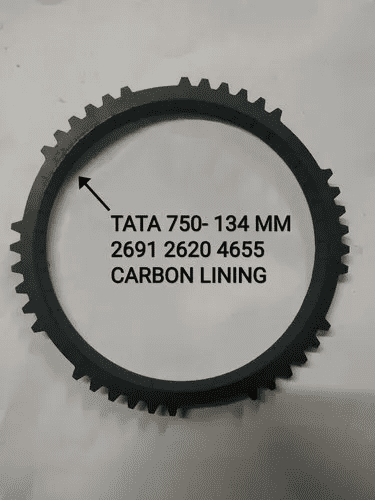 TATA 750- 134 MM
2691 2620 4655
CARBON LINING